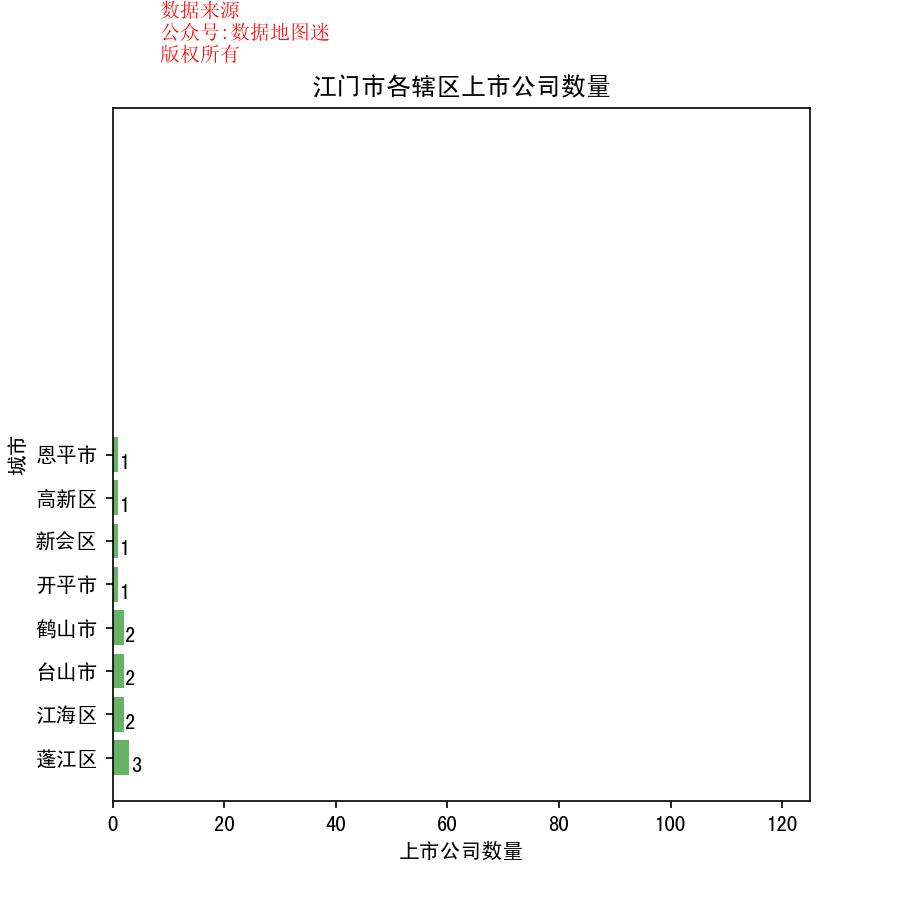 数据来源
公众号:数据地图迷
版权所有
江门市各辖区上市公司数量
城市
恩平市 1
高新区 1
新会区 1
开平市 1
鹤山市 2
台山市 2
江海区 2
蓬江区 3
0 20 40 60 80 100 120
上市公司数量